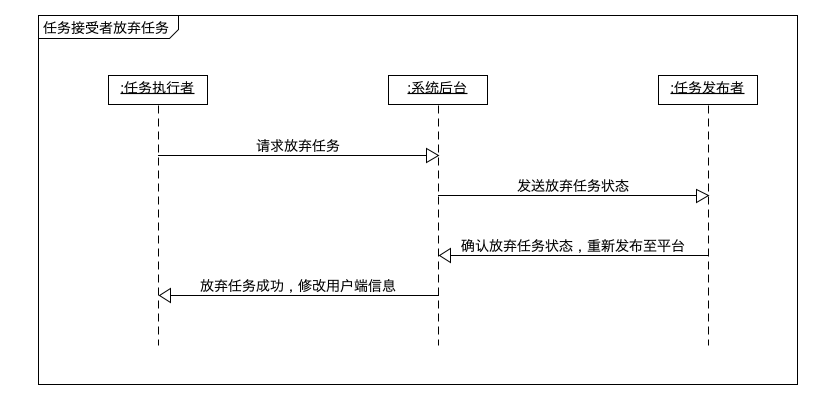 任务接受者放弃任务
:任务执行者
:系统后台
:任务发布者
请求放弃任务
发送放弃任务状态
确认放弃任务状态，重新发布至平台
放弃任务成功，修改用户端信息